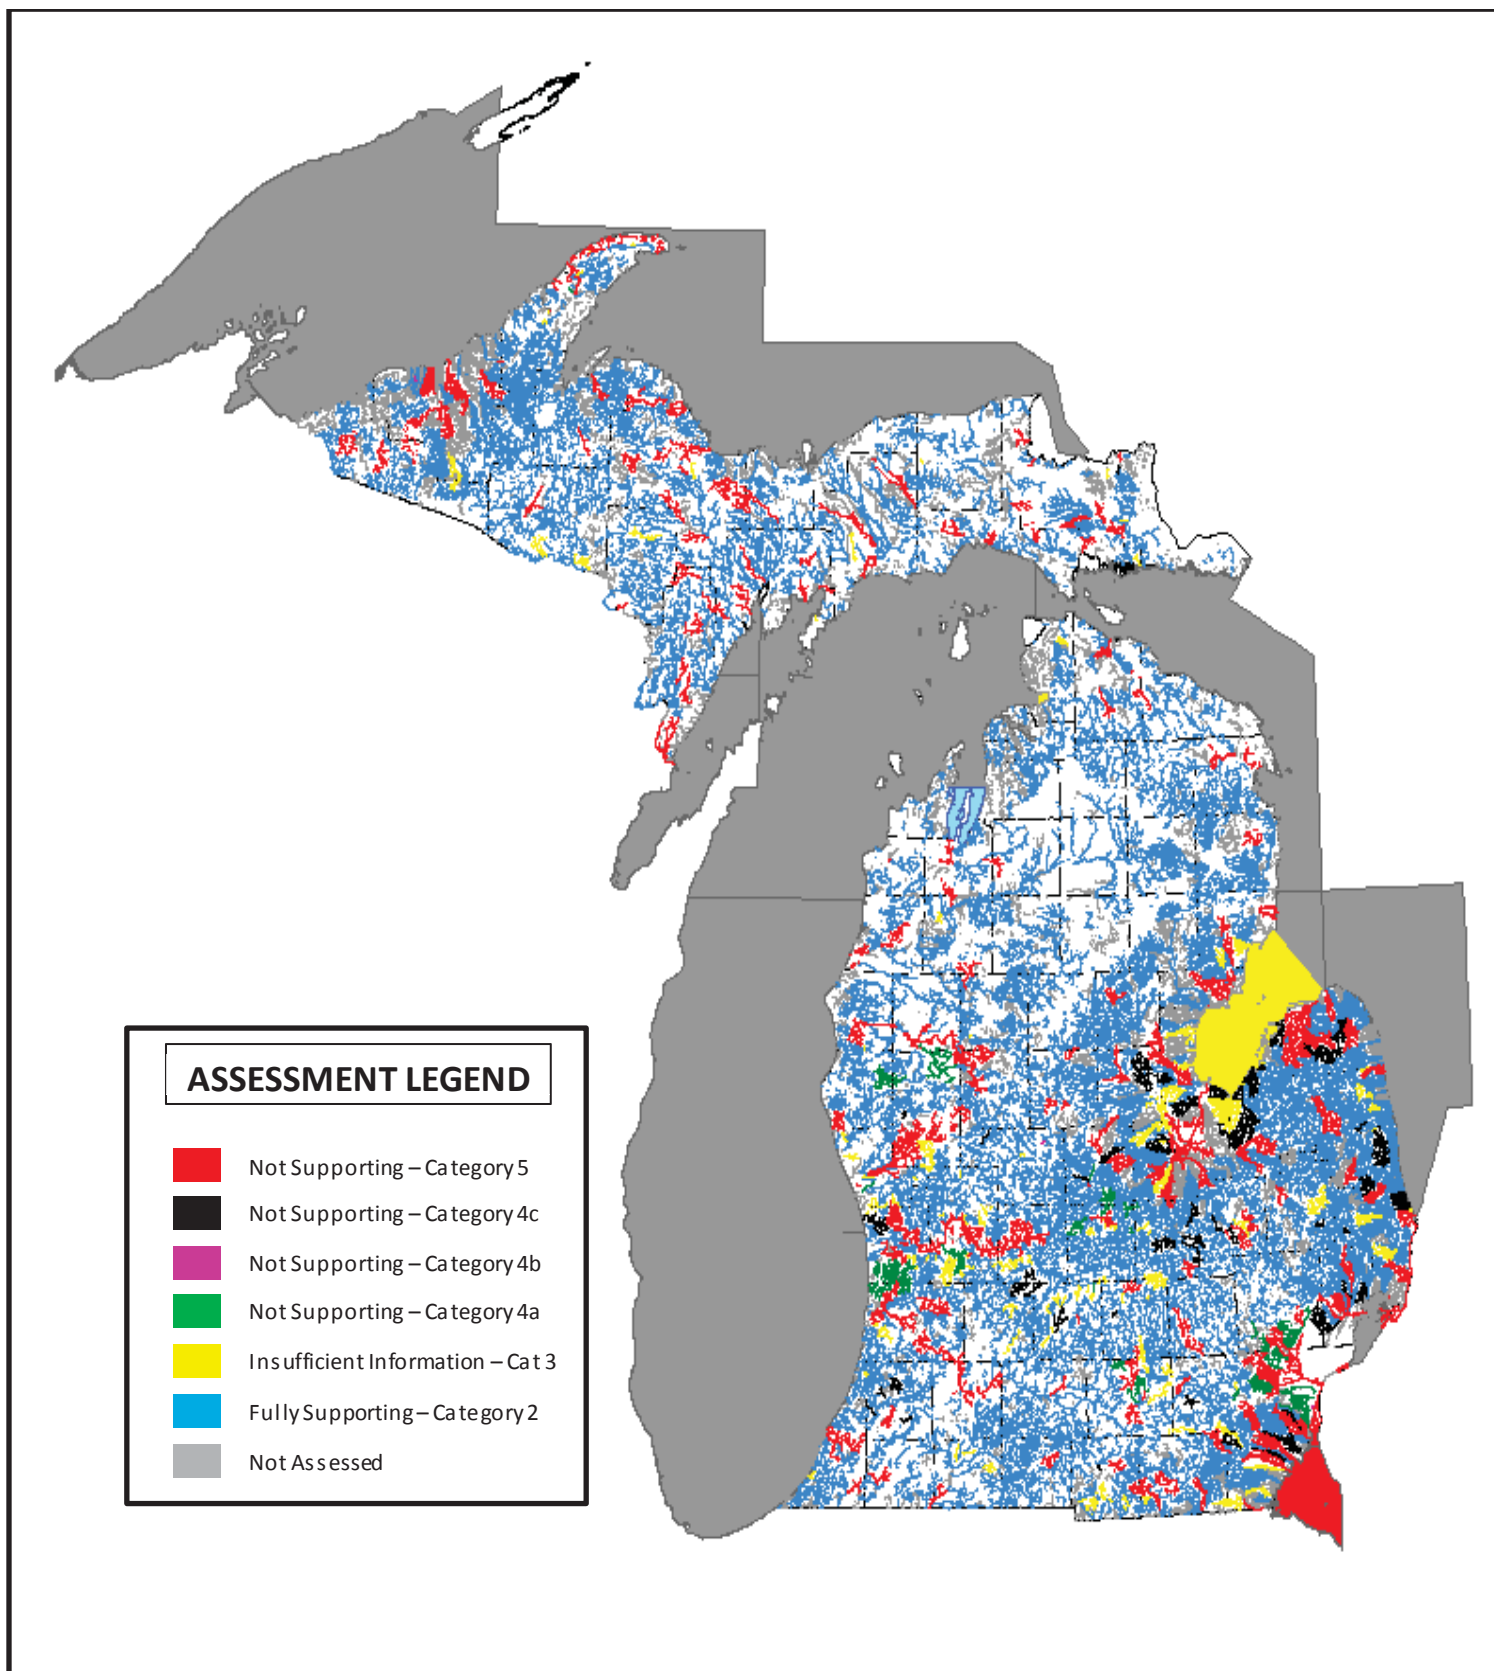 ASSESSMENT LEGEND
Not Supporting – Category 5
Not Supporting – Category 4c
Not Supporting – Category 4b
Not Supporting – Category 4a
Insufficient Information – Cat 3
Fully Supporting – Category 2
Not Assessed